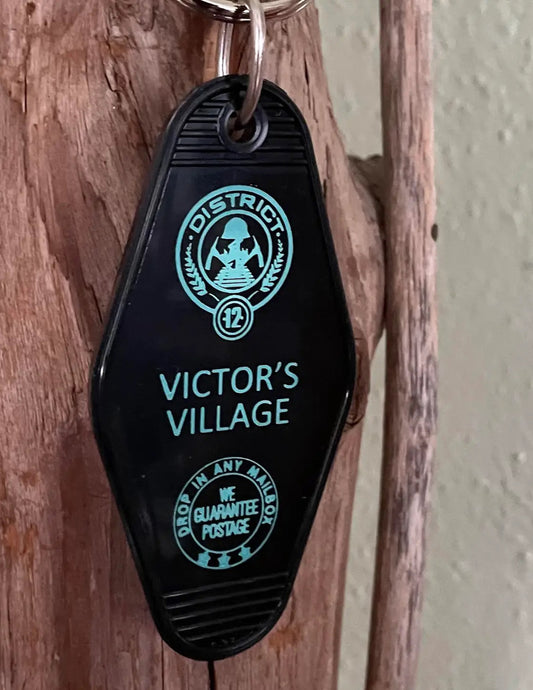 DISTRICT
12
VICTOR'S
VILLAGE
DROP IN ANY MAILBOX
WE
GUARANTEE
POSTAGE